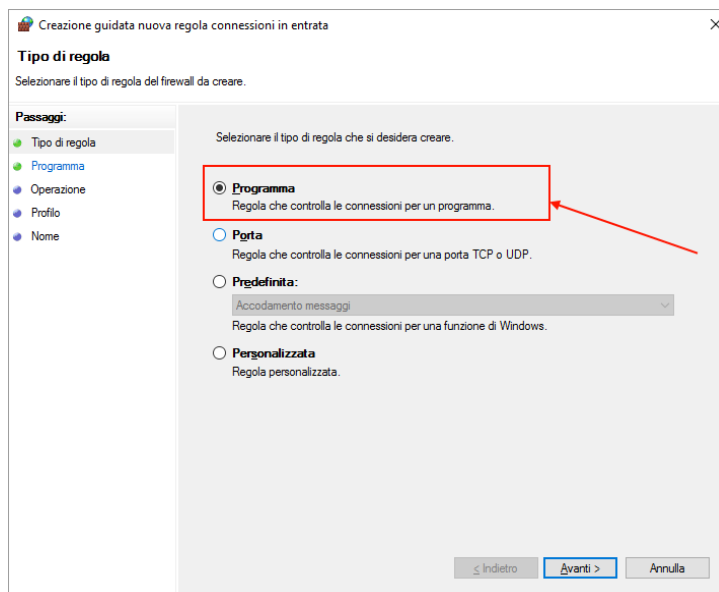 Creazione guidata nuova regola connessioni in entrata
Tipo di regola
Selezionare il tipo di regola del firewall da creare.
Passaggi:
Tipo di regola
Programma
Operazione
Profilo
Nome
Selezionare il tipo di regola che si desidera creare.
Programma
Regola che controlla le connessioni per un programma.
Porta
Regola che controlla le connessioni per una porta TCP o UDP.
Predefinita:
Accodamento messaggi
Regola che controlla le connessioni per una funzione di Windows.
Personalizzata
Regola personalizzata.
< Indietro
Avanti >
Annulla